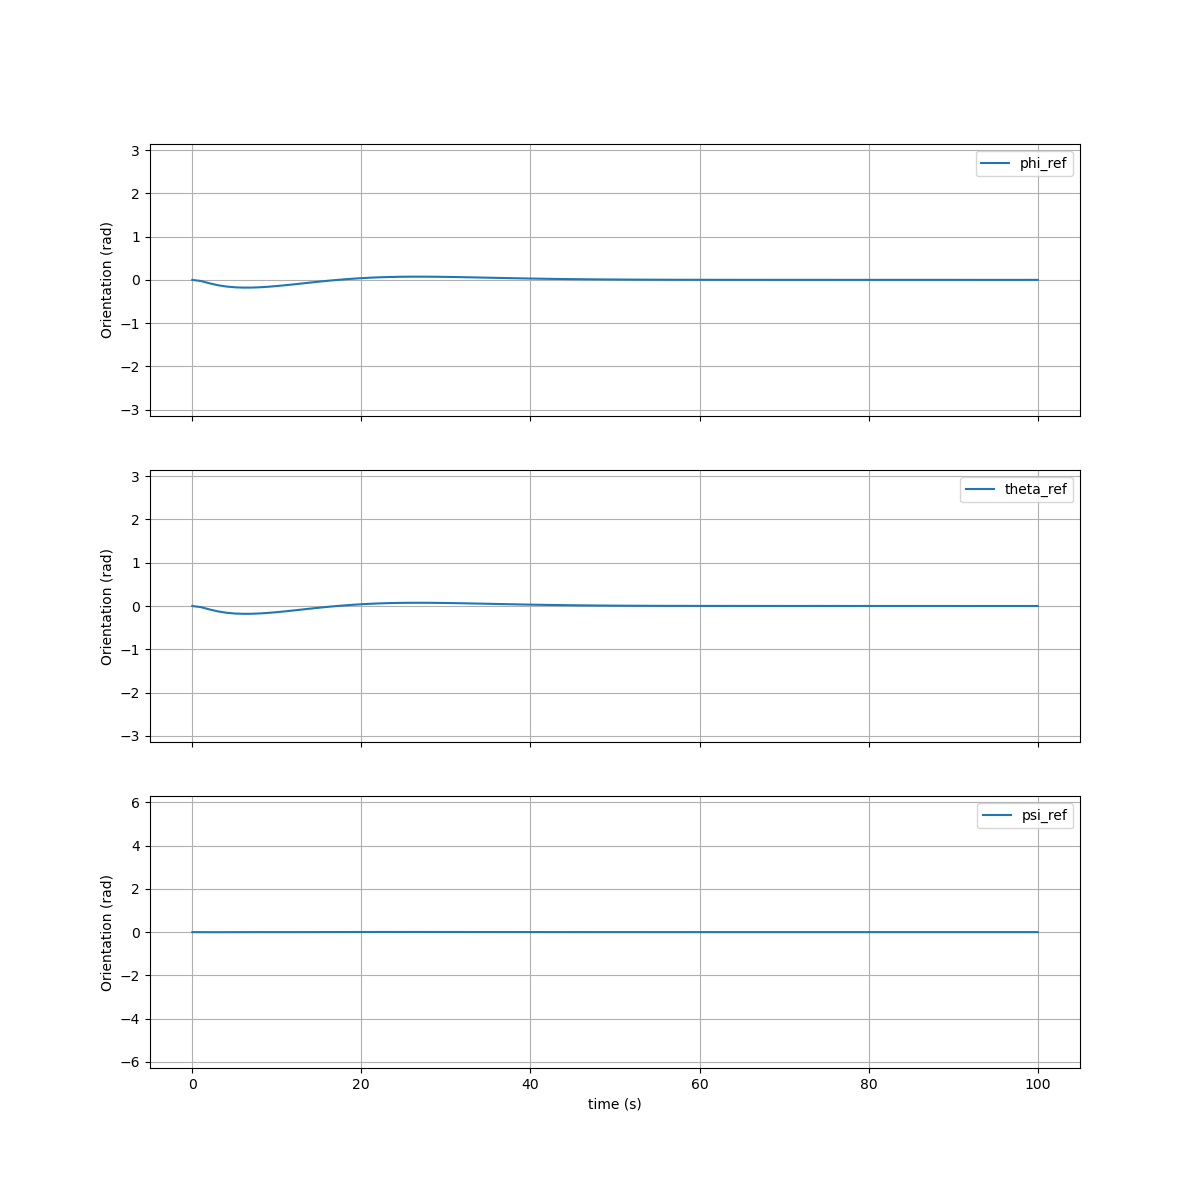 3
2
1
0
−1
−2
−3
Orientation (rad)
phi_ref
3
2
1
0
−1
−2
−3
Orientation (rad)
theta_ref
6
4
2
0
−2
−4
−6
Orientation (rad)
psi_ref
0 20 40 60 80 100
time (s)